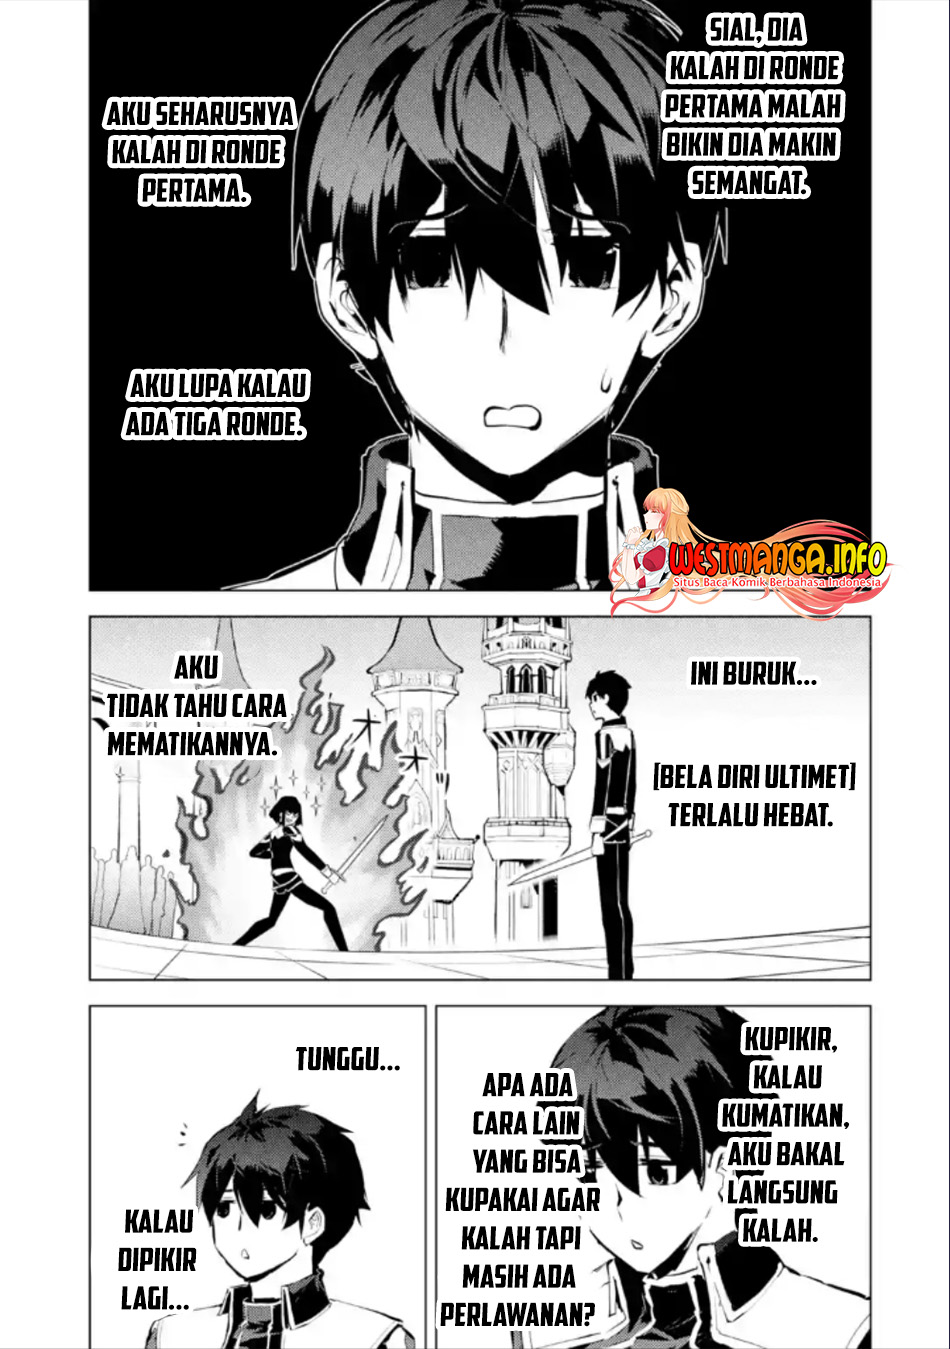 SIAL, DIA
KALAH DI RONDE
PERTAMA MALAH
BIKIN DIA MAKIN
SEMANGAT.
AKU SEHARUSNYA
KALAH DI RONDE
PERTAMA.
AKU LUPA KALAU
ADA TIGA RONDE.
WESTMANGA.INFO
Situs Baca Komik Berbahasa Indonesia
INI BURUK...
[BELA DIRI ULTIMET]
TERLALU HEBAT.
AKU
TIDAK TAHU CARA
MEMATIKANNYA.
オオ
KUPIKIR,
KALAU
KUMATIKAN,
AKU BAKAL
LANGSUNG
KALAH.
APA ADA
CARA LAIN
YANG BISA
KUPAKAI AGAR
KALAH TAPI
MASIH ADA
PERLAWANAN?
TUNGGU...
KALAU
DIPIKIR
LAGI...